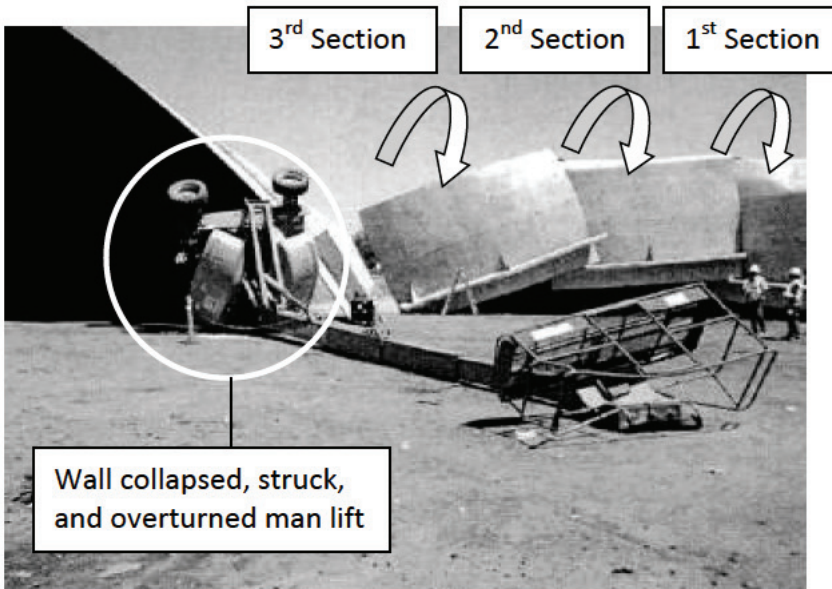 3rd Section
2nd Section
1st Section
Wall collapsed, struck,
and overturned man lift